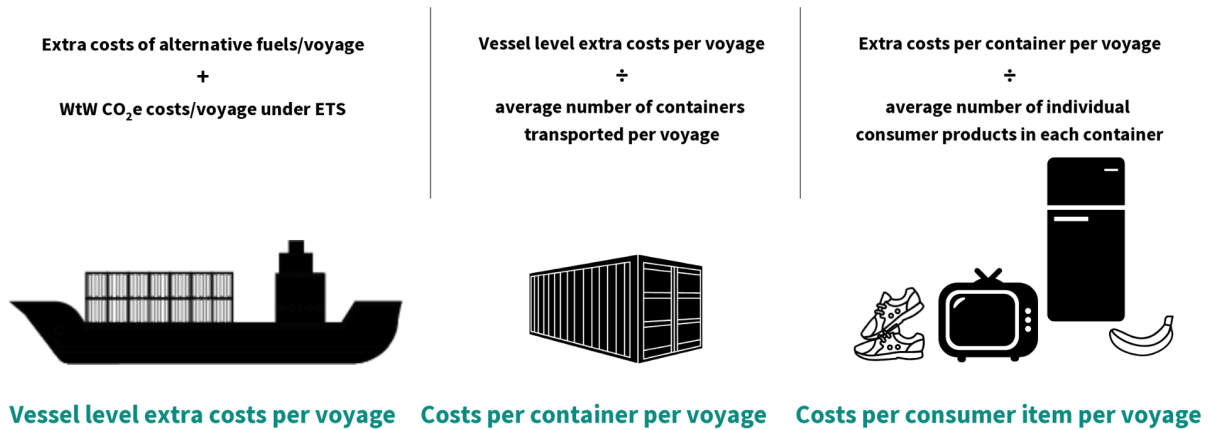 Extra costs of alternative fuels/voyage
+
WtW CO₂e costs/voyage under ETS
Vessel level extra costs per voyage
Vessel level extra costs per voyage
÷
average number of containers
transported per voyage
Costs per container per voyage
Extra costs per container per voyage
÷
average number of individual
consumer products in each container
Costs per consumer item per voyage